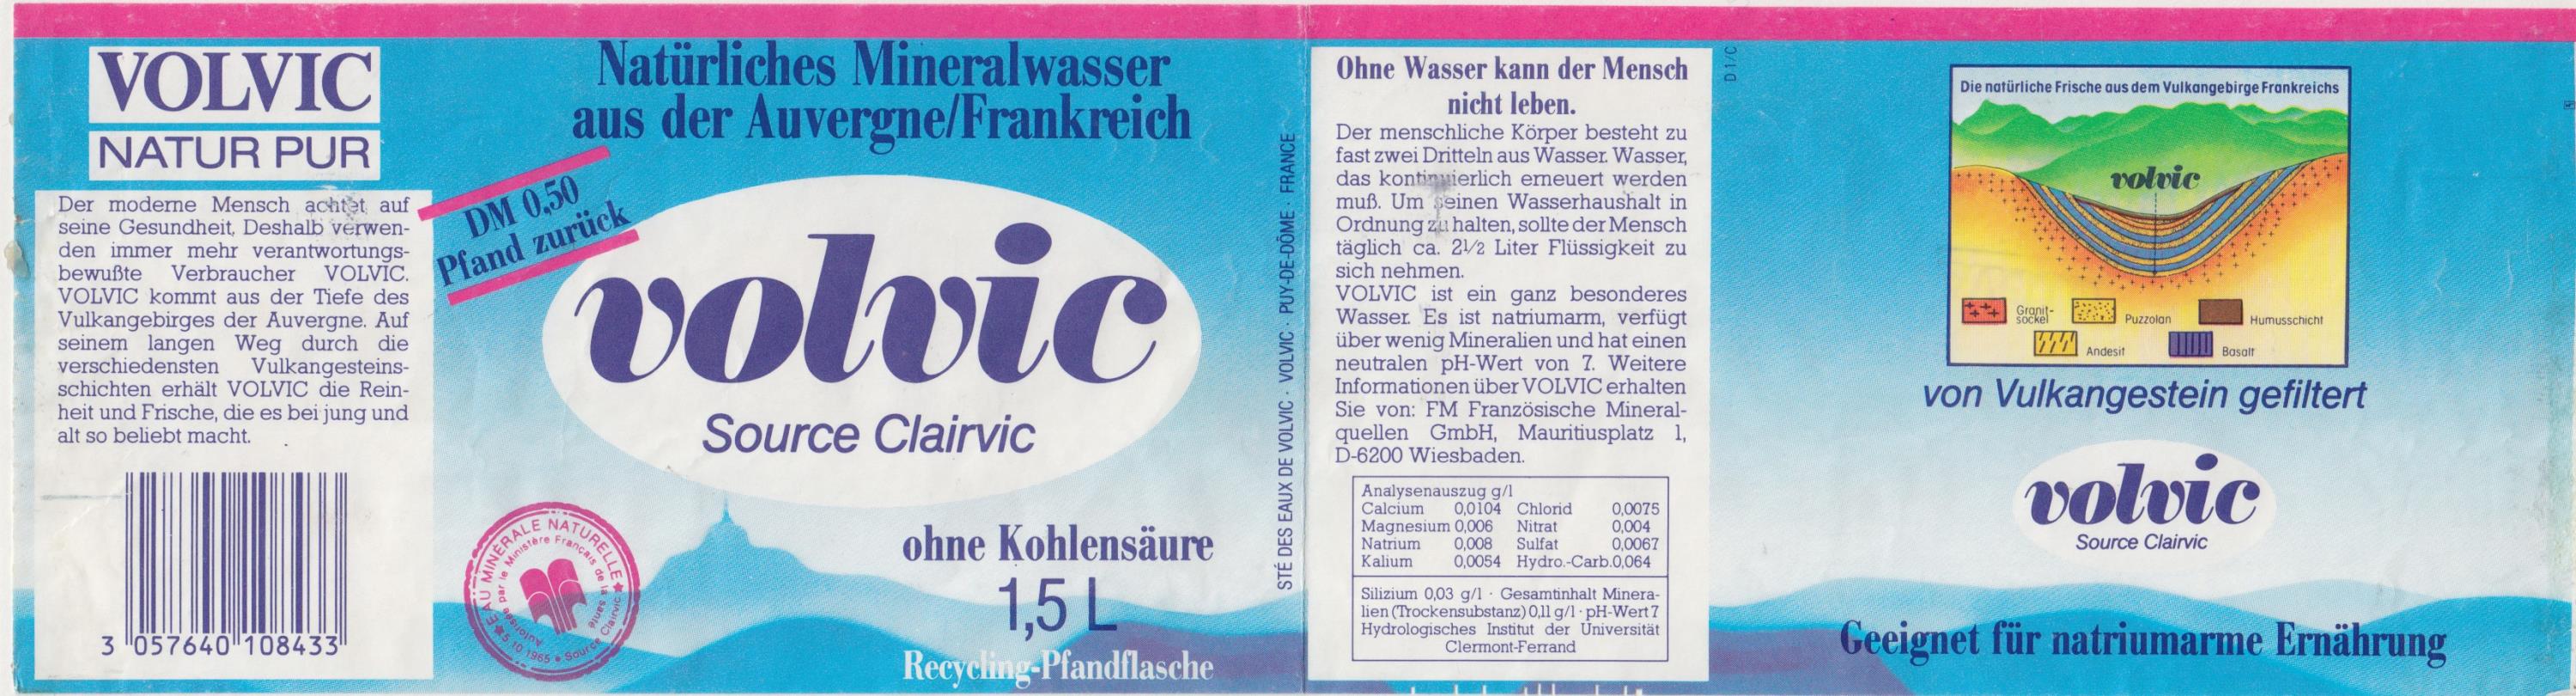 VOLVIC
NATUR PUR
Der moderne Mensch achtet auf
seine Gesundheit. Deshalb verwen-
den immer mehr verantwortungs-
bewußte Verbraucher VOLVIC.
VOLVIC kommt aus der Tiefe des
Vulkangebirges der Auvergne. Auf
seinem langen Weg durch die
verschiedensten Vulkangesteins-
schichten erhält VOLVIC die Rein-
heit und Frische, die es bei jung und
alt so beliebt macht.
3 057640 108433
Natürliches Mineralwasser
aus der Auvergne/Frankreich
DM 0,50
Pfand zurück
volvic
Source Clairvic
EAU MINÉRALE NATURELLE
Autorisée par le Ministère Français de la santé
5 10 1965 • Source Clairvic
ohne Kohlensäure
1,5 L
Recycling-Pfandflasche
STÉ DES EAUX DE VOLVIC · VOLVIC · PUY-DE-DÔME · FRANCE
Ohne Wasser kann der Mensch
nicht leben.
Der menschliche Körper besteht zu
fast zwei Dritteln aus Wasser. Wasser,
das kontinuierlich erneuert werden
muß. Um seinen Wasserhaushalt in
Ordnung zu halten, sollte der Mensch
täglich ca. 2½ Liter Flüssigkeit zu
sich nehmen.
VOLVIC ist ein ganz besonderes
Wasser. Es ist natriumarm, verfügt
über wenig Mineralien und hat einen
neutralen pH-Wert von 7. Weitere
Informationen über VOLVIC erhalten
Sie von: FM Französische Mineral-
quellen GmbH, Mauritiusplatz 1,
D-6200 Wiesbaden.
Analysenauszug g/l
Calcium 0,0104 Chlorid 0,0075
Magnesium 0,006 Nitrat 0,004
Natrium 0,008 Sulfat 0,0067
Kalium 0,0054 Hydro.-Carb. 0,064
Silizium 0,03 g/l · Gesamtinhalt Minera-
lien (Trockensubstanz) 0,11 g/l · pH-Wert 7
Hydrologisches Institut der Universität
Clermont-Ferrand
D 1/C
Die natürliche Frische aus dem Vulkangebirge Frankreichs
volvic
Granit-
sockel
Puzzolan
Humusschicht
Andesit
Basalt
von Vulkangestein gefiltert
volvic
Source Clairvic
Geeignet für natriumarme Ernährung